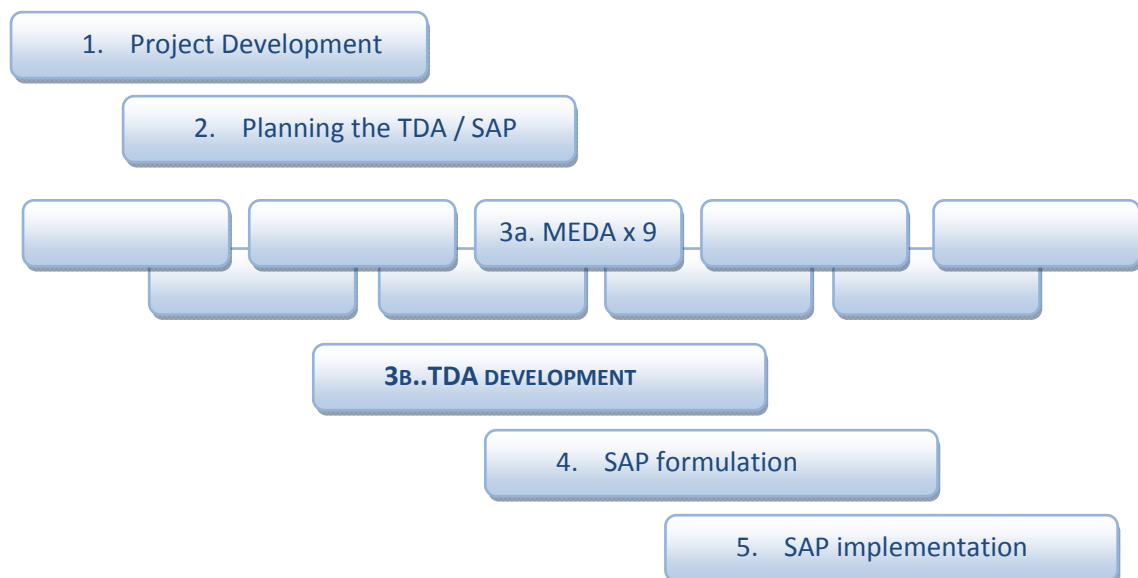 1. Project Development
2. Planning the TDA / SAP
3a. MEDA x 9
3B..TDA DEVELOPMENT
4. SAP formulation
5. SAP implementation